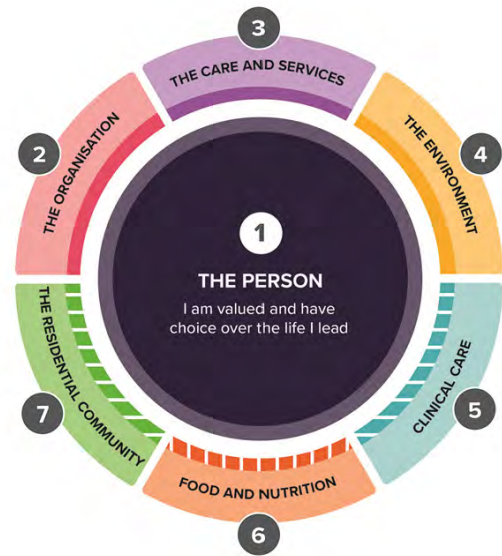 1
THE PERSON
I am valued and have
choice over the life I lead
2
THE ORGANISATION
3
THE CARE AND SERVICES
4
THE ENVIRONMENT
5
CLINICAL CARE
6
FOOD AND NUTRITION
7
THE RESIDENTIAL COMMUNITY